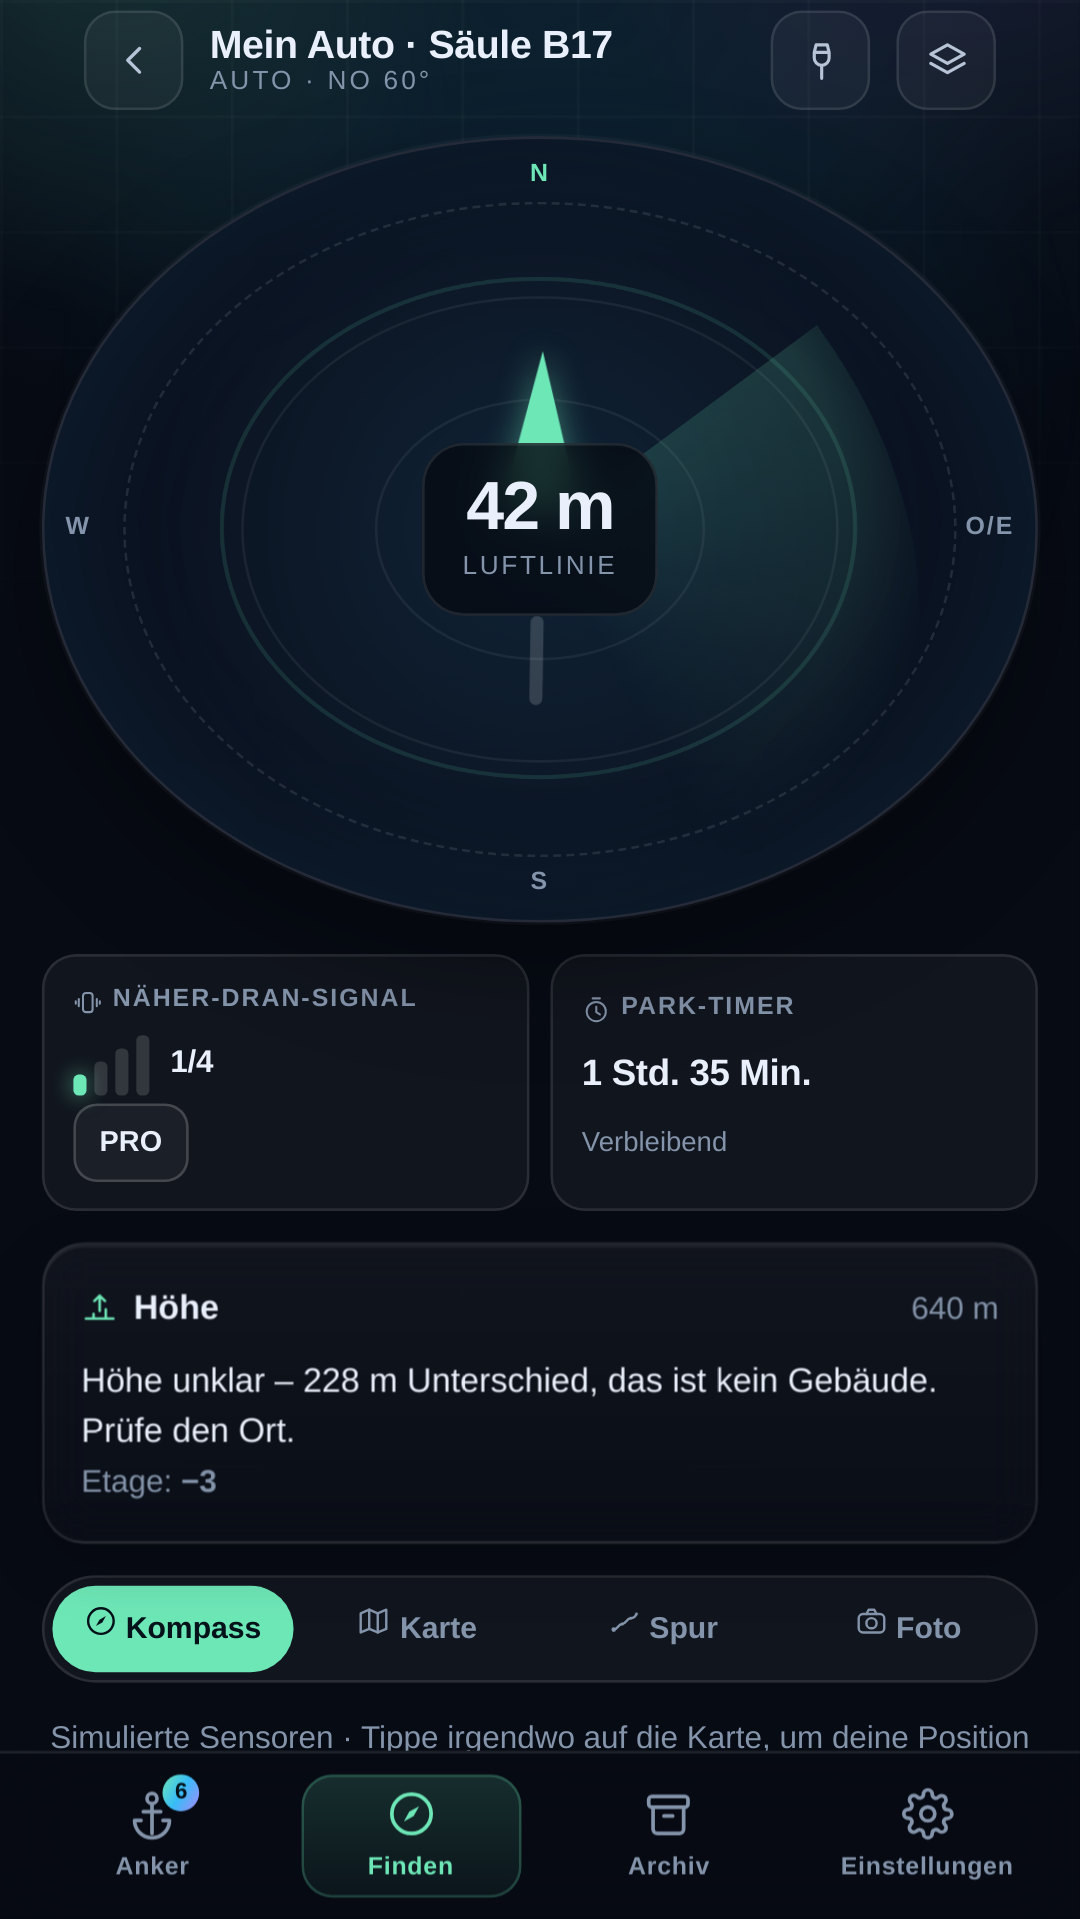 Mein Auto · Säule B17
AUTO · NO 60°
N
W
O/E
42 m
LUFTLINIE
S
NÄHER-DRAN-SIGNAL
1/4
PRO
PARK-TIMER
1 Std. 35 Min.
Verbleibend
Höhe
640 m
Höhe unklar – 228 m Unterschied, das ist kein Gebäude.
Prüfe den Ort.
Etage: −3
Kompass
Karte
Spur
Foto
Simulierte Sensoren · Tippe irgendwo auf die Karte, um deine Position
6
Anker
Finden
Archiv
Einstellungen